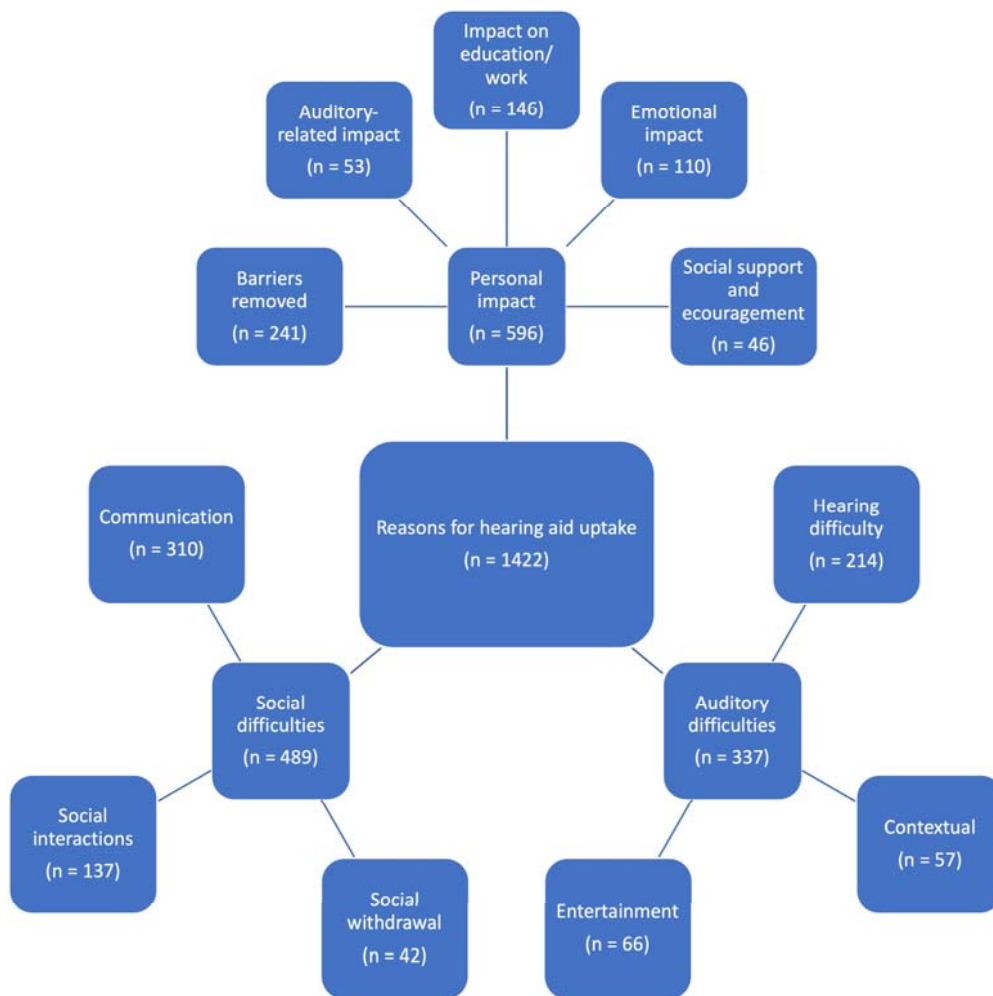 Impact on
education/
work
(n = 146)
Auditory-
related impact
(n = 53)
Emotional
impact
(n = 110)
Barriers
removed
(n = 241)
Personal
impact
(n = 596)
Social support
and
ecouragement
(n = 46)
Reasons for hearing aid uptake
(n = 1422)
Communication
(n = 310)
Hearing
difficulty
(n = 214)
Social
difficulties
(n = 489)
Auditory
difficulties
(n = 337)
Social
interactions
(n = 137)
Contextual
(n = 57)
Social
withdrawal
(n = 42)
Entertainment
(n = 66)